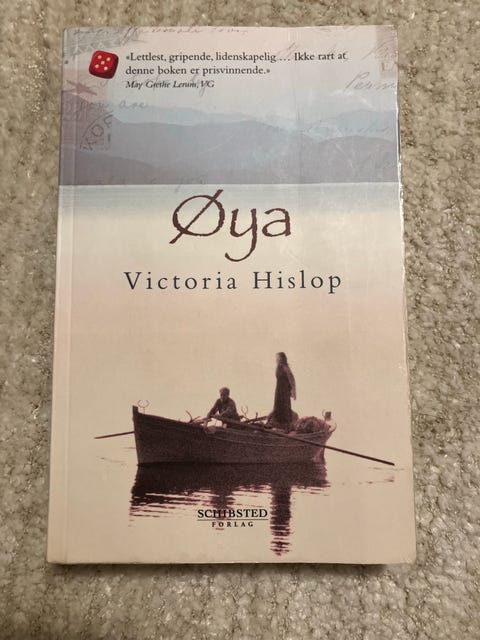 «Lettlest, gripende, lidenskapelig ... Ikke rart at
denne boken er prisvinnende.»
May Grethe Lerum, VG
Øya
Victoria Hislop
SCHIBSTED
FORLAG